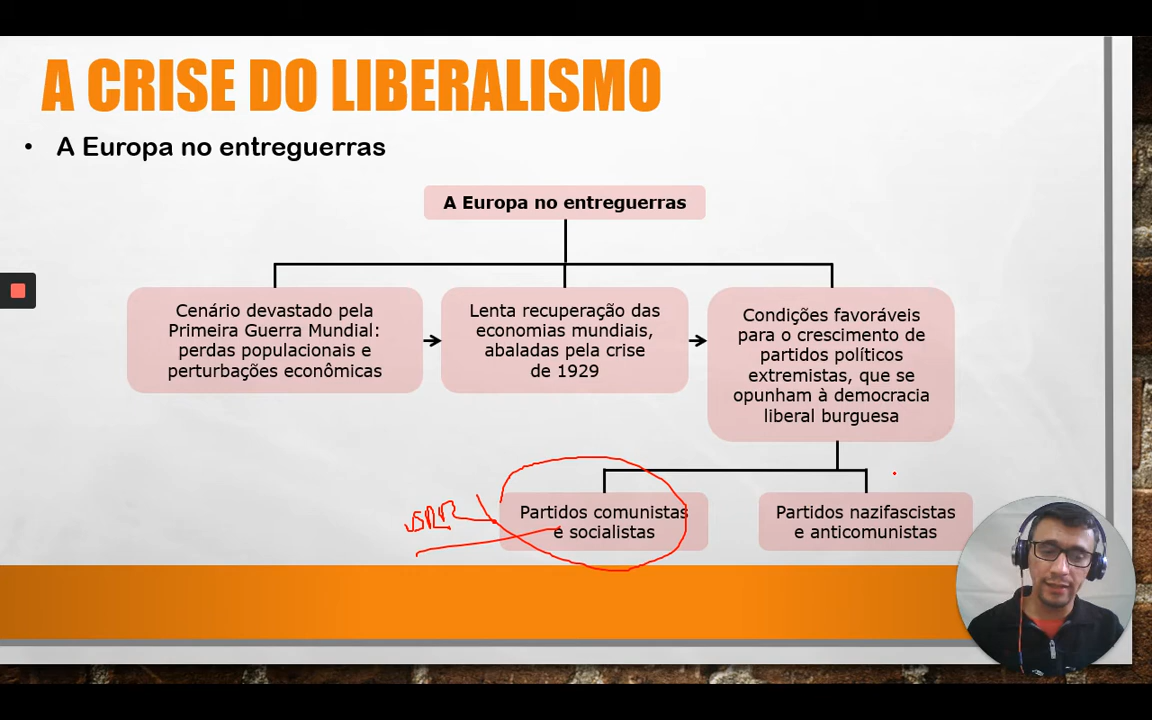 A CRISE DO LIBERALISMO
• A Europa no entreguerras
A Europa no entreguerras
Cenário devastado pela
Primeira Guerra Mundial:
perdas populacionais e
perturbações econômicas
Lenta recuperação das
economias mundiais,
abaladas pela crise
de 1929
Condições favoráveis
para o crescimento de
partidos políticos
extremistas, que se
opunham à democracia
liberal burguesa
Partidos comunistas
e socialistas
Partidos nazifascistas
e anticomunistas